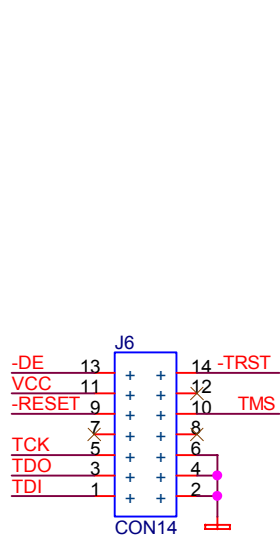 J6
-DE 13 14 -TRST
VCC 11 12
-RESET 9 10 TMS
7 8
TCK 5 6
TDO 3 4
TDI 1 2
CON14